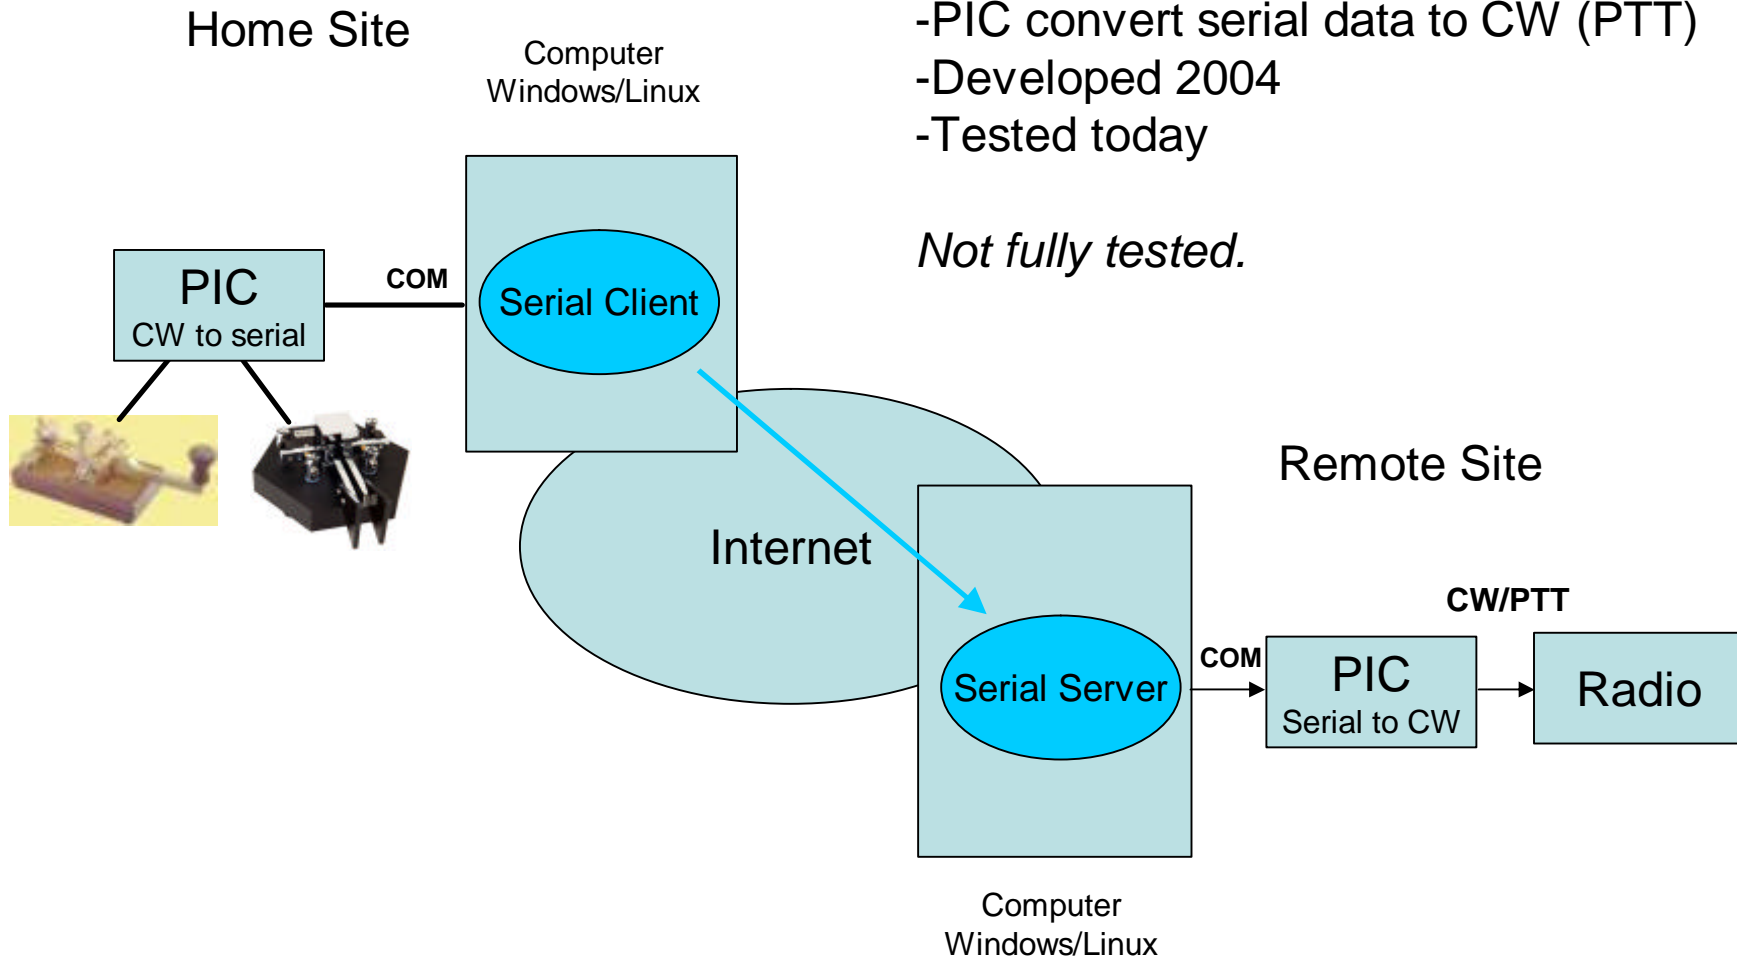 Home Site
Computer
Windows/Linux
-PIC convert serial data to CW (PTT)
-Developed 2004
-Tested today
Not fully tested.
PIC
CW to serial
COM
Serial Client
Internet
Remote Site
Serial Server
COM
PIC
Serial to CW
CW/PTT
Radio
Computer
Windows/Linux